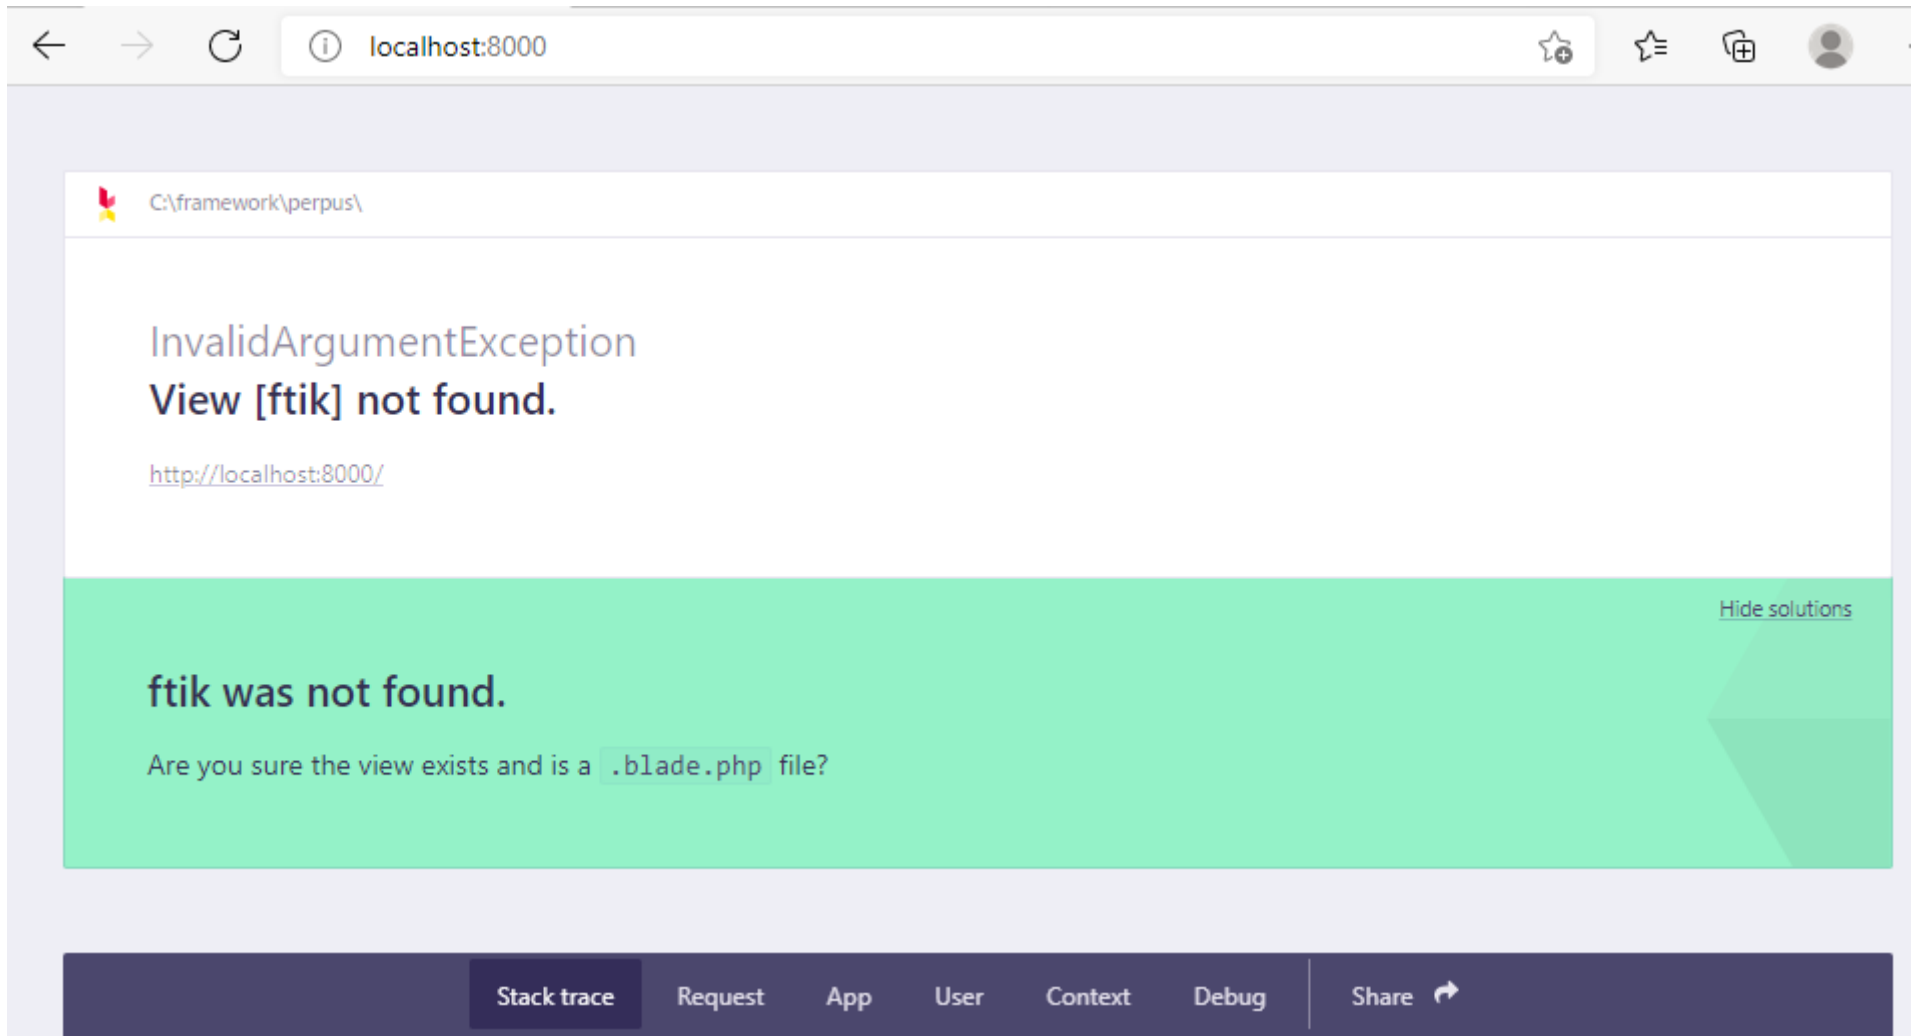 localhost:8000
C:\framework\perpus\
InvalidArgumentException
View [ftik] not found.
http://localhost:8000/
Hide solutions
ftik was not found.
Are you sure the view exists and is a .blade.php file?
Stack trace Request App User Context Debug Share